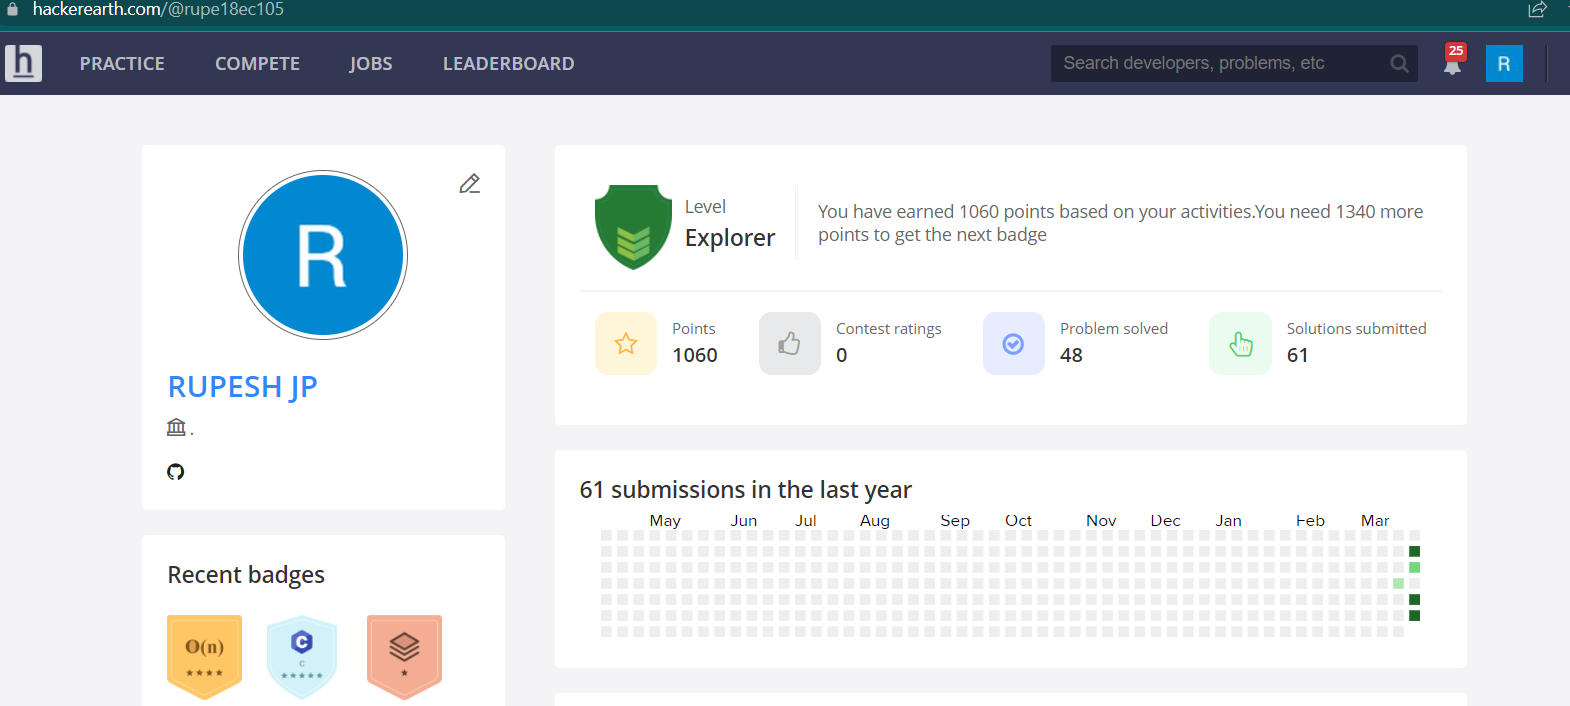 hackerearth.com/@rupe18ec105
h PRACTICE COMPETE JOBS LEADERBOARD Search developers, problems, etc 25 R
R
RUPESH JP
.
Level
Explorer
You have earned 1060 points based on your activities.You need 1340 more
points to get the next badge
Points
1060
Contest ratings
0
Problem solved
48
Solutions submitted
61
61 submissions in the last year
May Jun Jul Aug Sep Oct Nov Dec Jan Feb Mar
Recent badges
O(n)
C
C